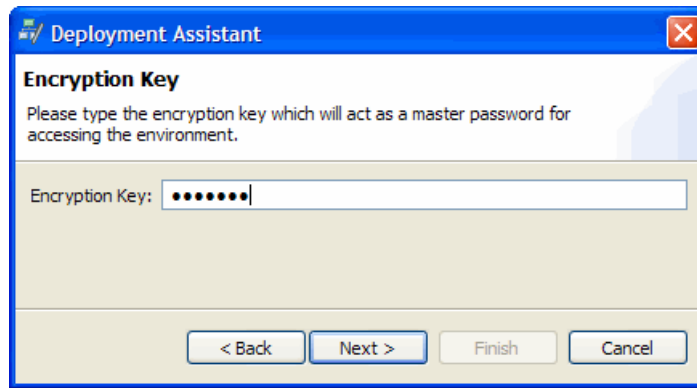 Deployment Assistant
Encryption Key
Please type the encryption key which will act as a master password for
accessing the environment.
Encryption Key: ●●●●●●●
< Back Next > Finish Cancel